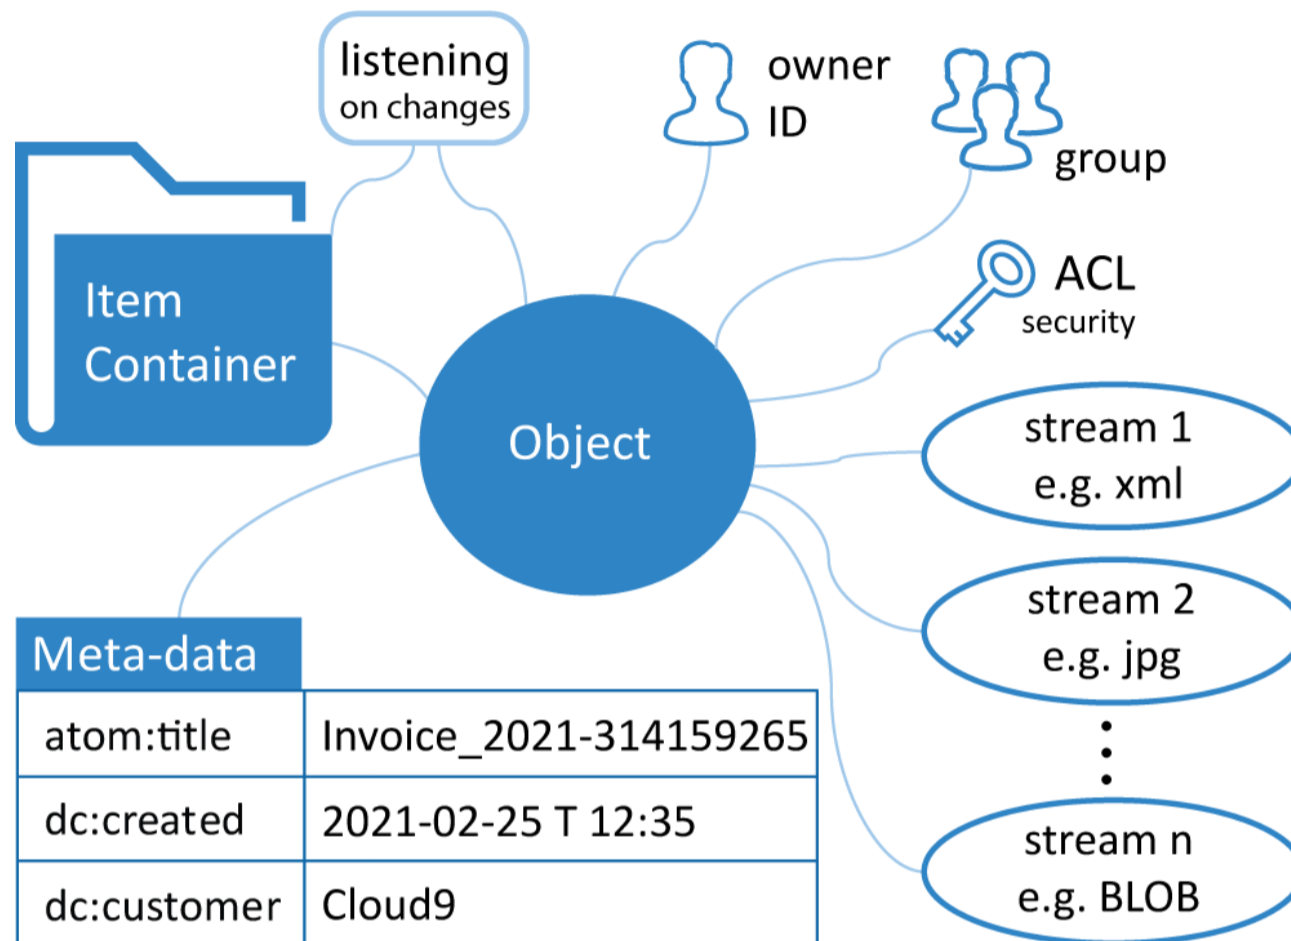 listening
on changes
owner
ID
group
Item
Container
ACL
security
Object
stream 1
e.g. xml
stream 2
e.g. jpg
Meta-data
atom:title Invoice_2021-314159265
dc:created 2021-02-25 T 12:35
dc:customer Cloud9
stream n
e.g. BLOB